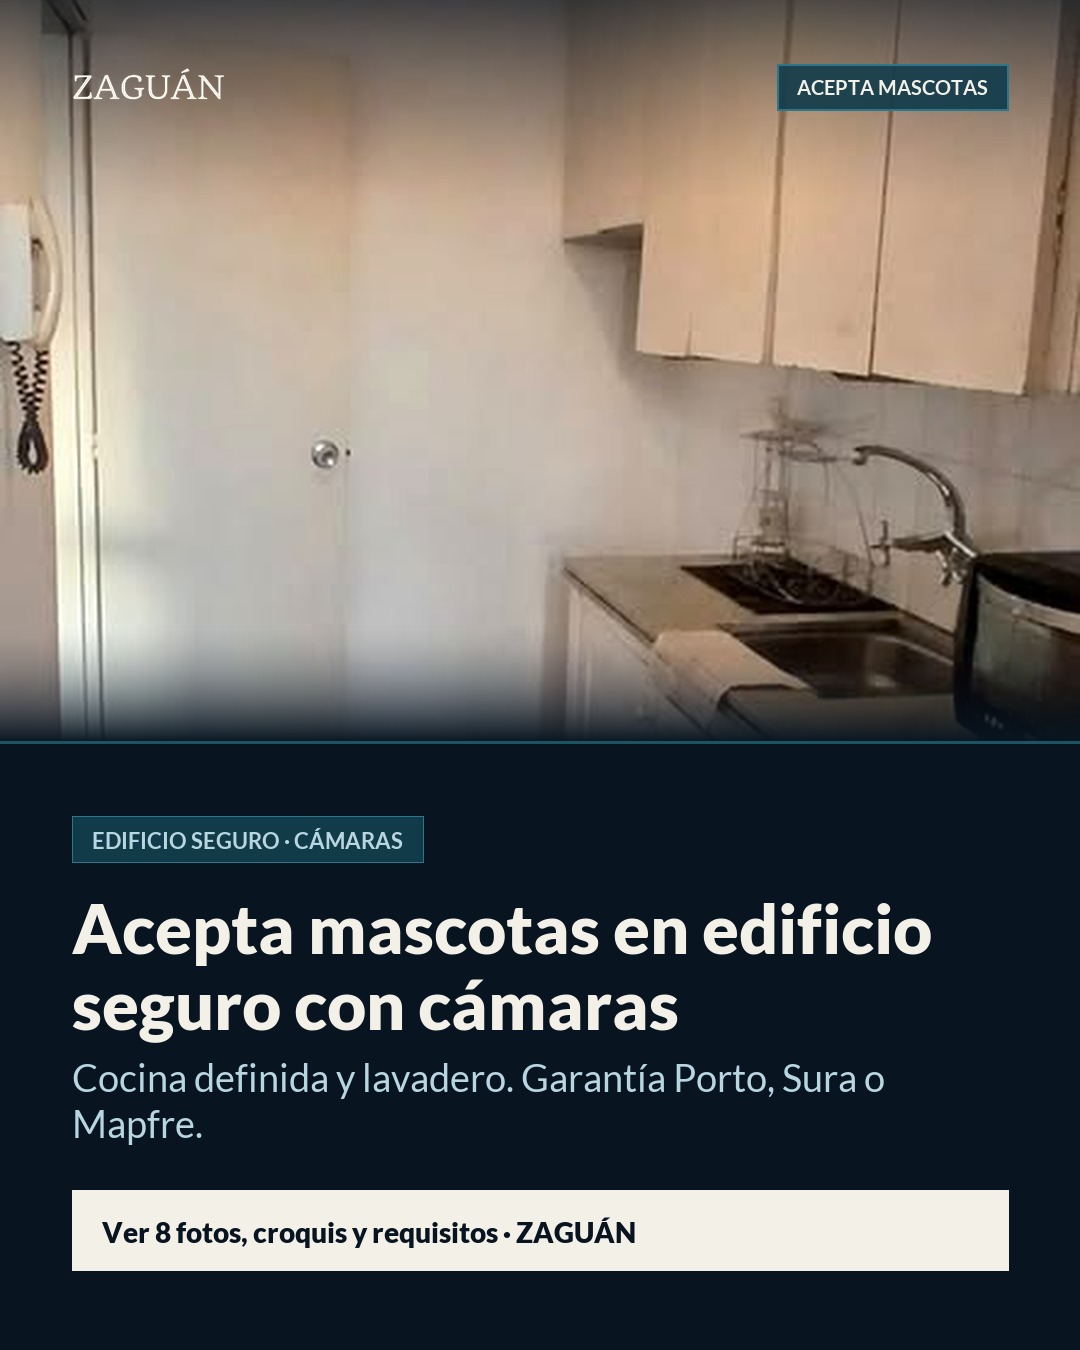 ZAGUÁN
ACEPTA MASCOTAS
EDIFICIO SEGURO · CÁMARAS
Acepta mascotas en edificio
seguro con cámaras
Cocina definida y lavadero. Garantía Porto, Sura o
Mapfre.
Ver 8 fotos, croquis y requisitos · ZAGUÁN